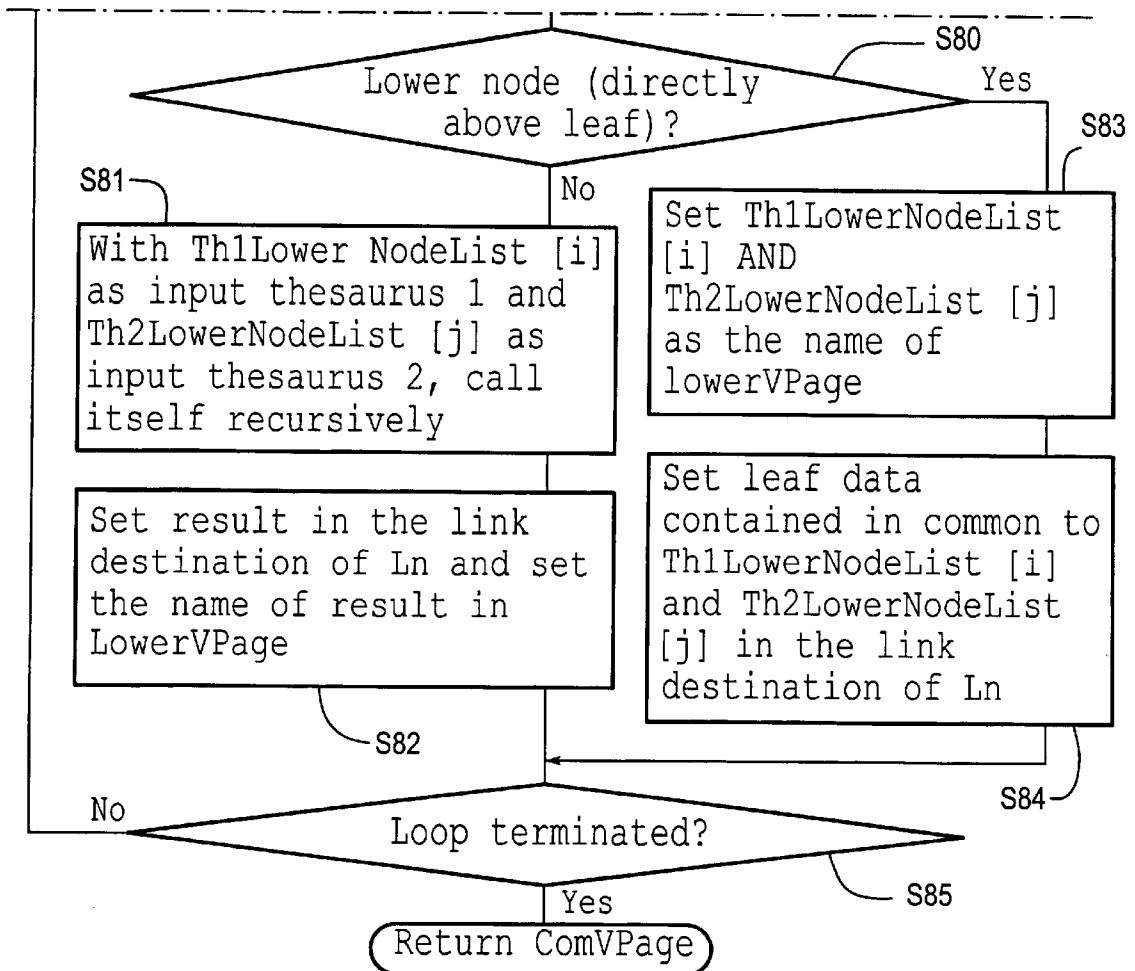 S80
Lower node (directly
above leaf)?
Yes
S83
S81
No
With Th1Lower NodeList [i]
as input thesaurus 1 and
Th2LowerNodeList [j] as
input thesaurus 2, call
itself recursively
Set Th1LowerNodeList
[i] AND
Th2LowerNodeList [j]
as the name of
lowerVPage
Set result in the link
destination of Ln and set
the name of result in
LowerVPage
Set leaf data
contained in common to
Th1LowerNodeList [i]
and Th2LowerNodeList
[j] in the link
destination of Ln
S82
S84
No
Loop terminated?
S85
Yes
Return ComVPage